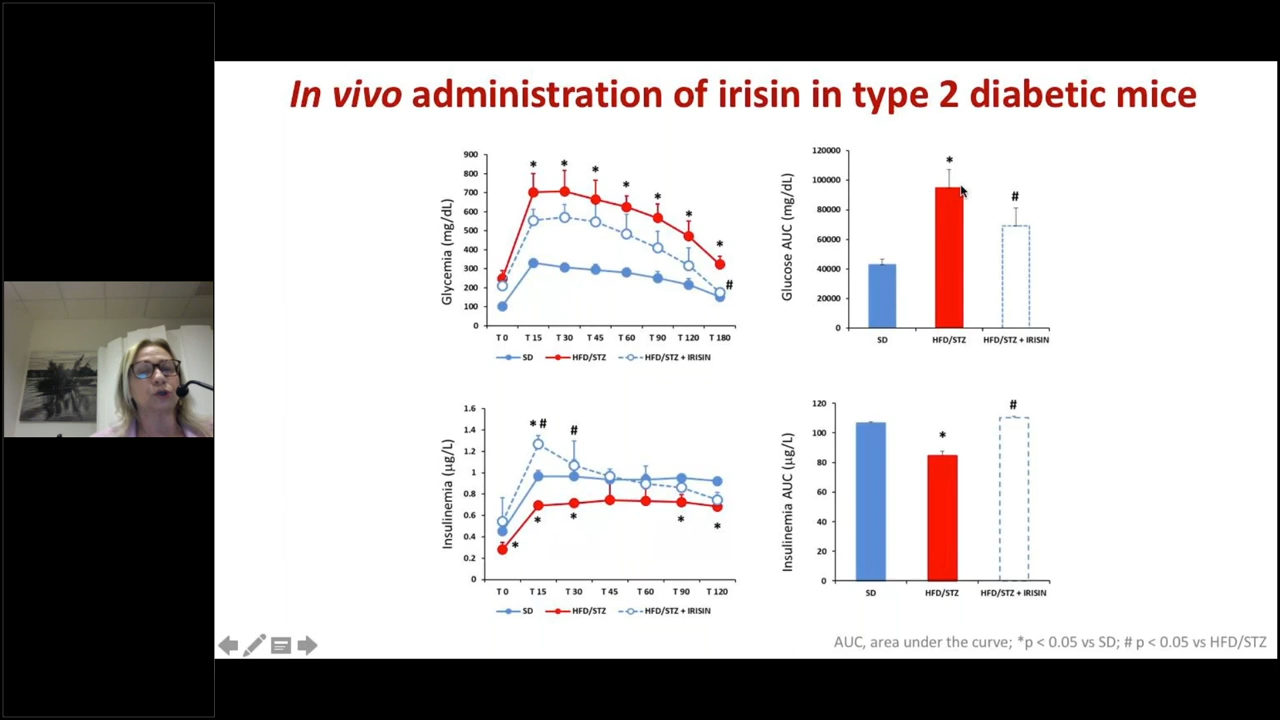 In vivo administration of irisin in type 2 diabetic mice
Glycemia (mg/dL)
900
800
700
600
500
400
300
200
100
0
* * * * * * *
#
T 0 T 15 T 30 T 45 T 60 T 90 T 120 T 180
SD HFD/STZ HFD/STZ + IRISIN
Glucose AUC (mg/dL)
120000
100000
80000
60000
40000
20000
0
*
#
SD HFD/STZ HFD/STZ + IRISIN
Insulinemia (µg/L)
1.6
1.4
1.2
1
0.8
0.6
0.4
0.2
0
*# #
* * * * *
T 0 T 15 T 30 T 45 T 60 T 90 T 120
SD HFD/STZ HFD/STZ + IRISIN
Insulinemia AUC (µg/L)
120
100
80
60
40
20
0
*
#
SD HFD/STZ HFD/STZ + IRISIN
AUC, area under the curve; *p < 0.05 vs SD; # p < 0.05 vs HFD/STZ